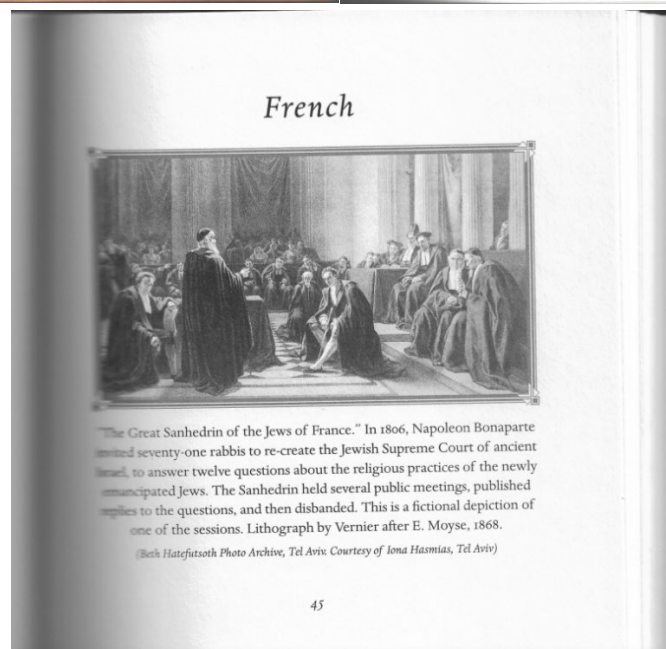 French
"The Great Sanhedrin of the Jews of France." In 1806, Napoleon Bonaparte
invited seventy-one rabbis to re-create the Jewish Supreme Court of ancient
Israel, to answer twelve questions about the religious practices of the newly
emancipated Jews. The Sanhedrin held several public meetings, published
replies to the questions, and then disbanded. This is a fictional depiction of
one of the sessions. Lithograph by Vernier after E. Moyse, 1868.
(Beth Hatefutsoth Photo Archive, Tel Aviv. Courtesy of Iona Hasmias, Tel Aviv)
45